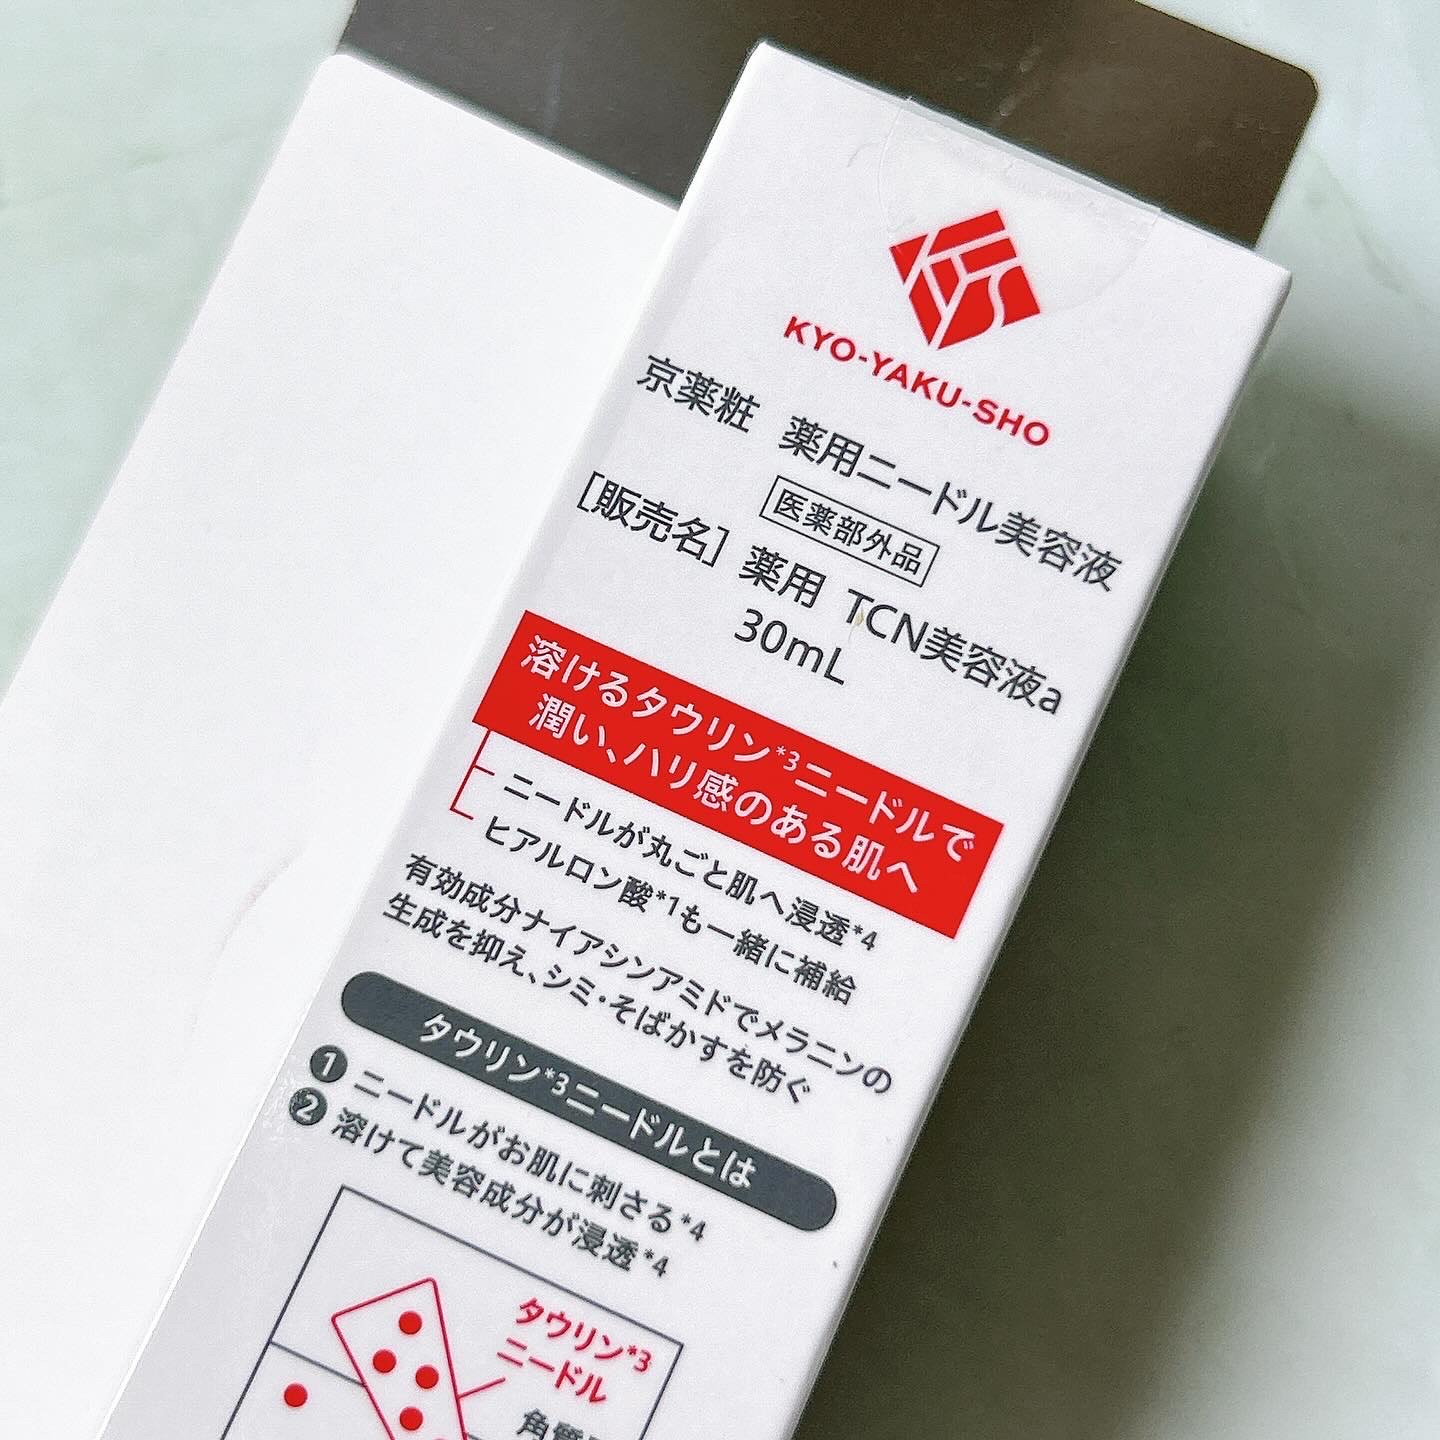 KYO-YAKU-SHO
京薬粧 薬用ニードル美容液
医薬部外品
[販売名] 薬用 TCN美容液a
30mL
溶けるタウリン*3ニードルで
潤い、ハリ感のある肌へ
ニードルが丸ごと肌へ浸透*4
ヒアルロン酸*1も一緒に補給
有効成分ナイアシンアミドでメラニンの
生成を抑え、シミ・そばかすを防ぐ
タウリン*3ニードルとは
1 ニードルがお肌に刺さる*4
2 溶けて美容成分が浸透*4
タウリン*3
ニードル
角質